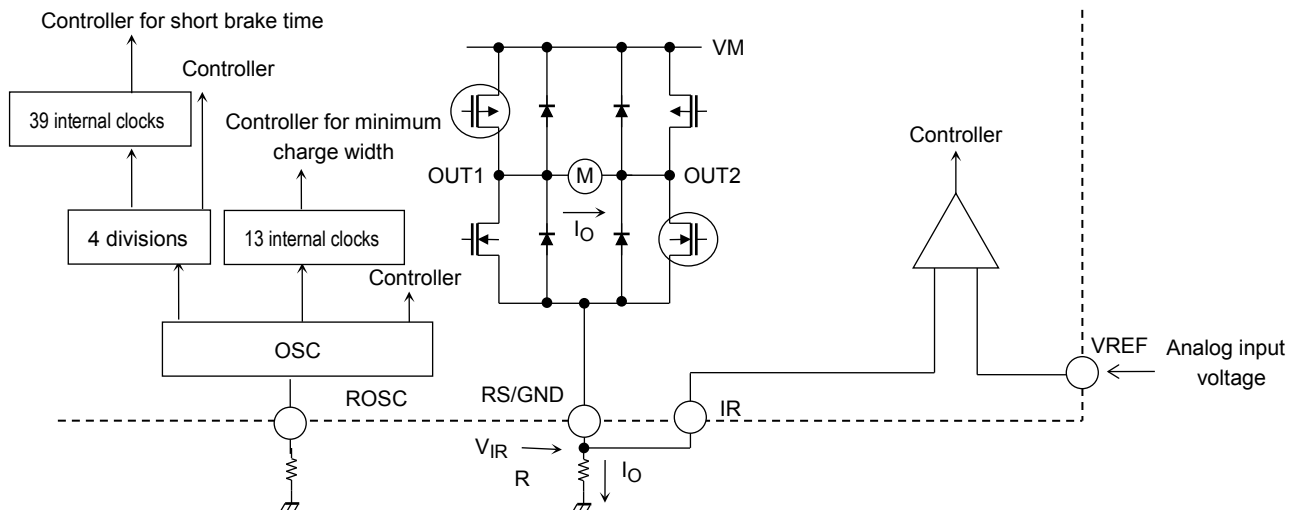 Controller for short brake time
Controller
39 internal clocks
Controller for minimum
charge width
4 divisions
13 internal clocks
Controller
OSC
ROSC
VM
OUT1
M
OUT2
IO
RS/GND
IR
VIR
R
IO
Controller
VREF
Analog input
voltage